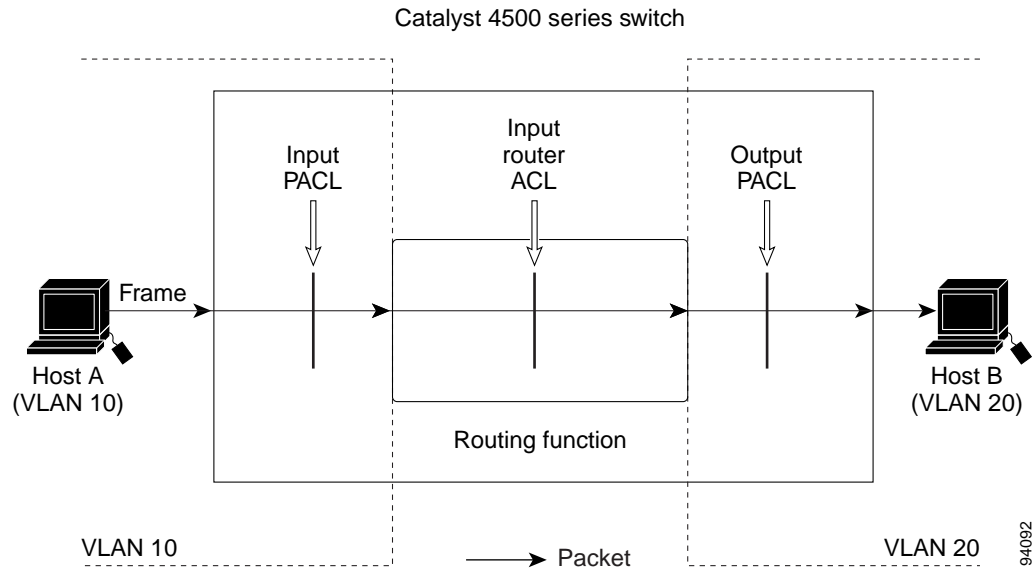 Catalyst 4500 series switch
Input
PACL
Input
router
ACL
Output
PACL
Frame
Host A
(VLAN 10)
Host B
(VLAN 20)
Routing function
VLAN 10
Packet
VLAN 20
94092